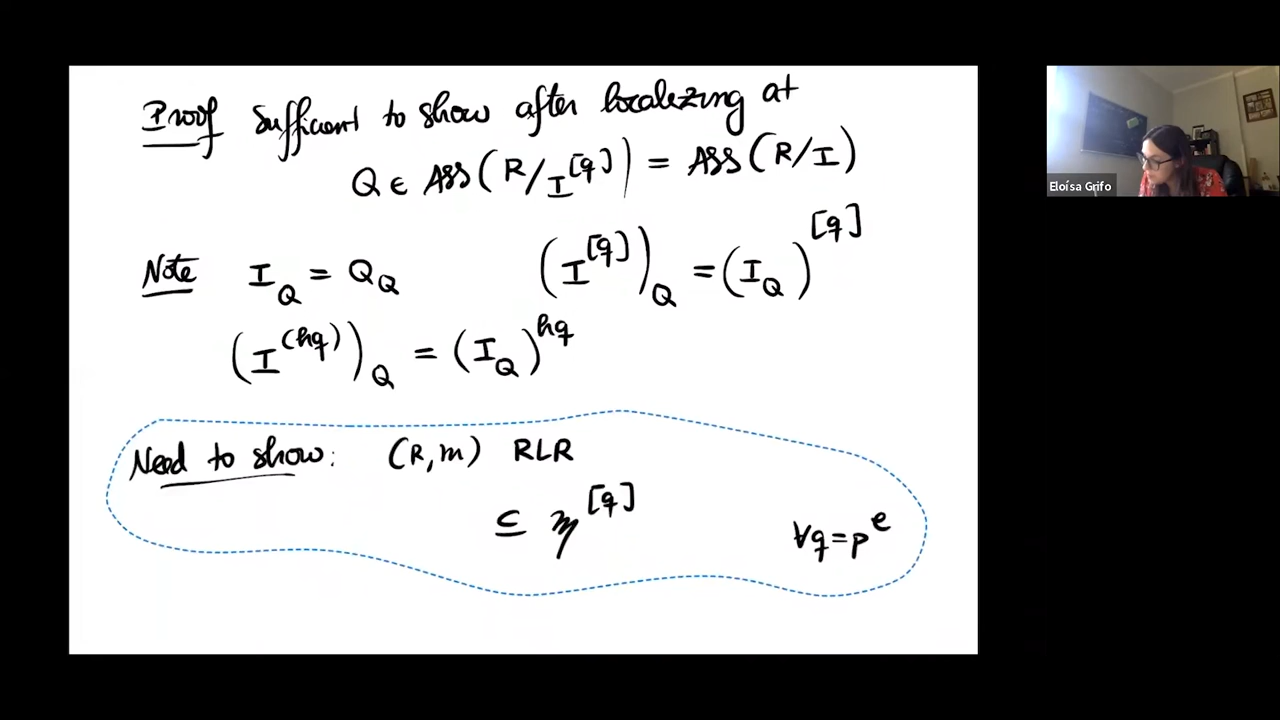 Proof Sufficient to show after localizing at
Q ∈ Ass(R/I^[q]) = Ass(R/I)
Note I_Q = Q_Q (I^[q])_Q = (I_Q)^[q]
(I^(hq))_Q = (I_Q)^hq
Need to show: (R,m) RLR
⊆ m^[q] ∀q=p^e
Eloísa Grifo